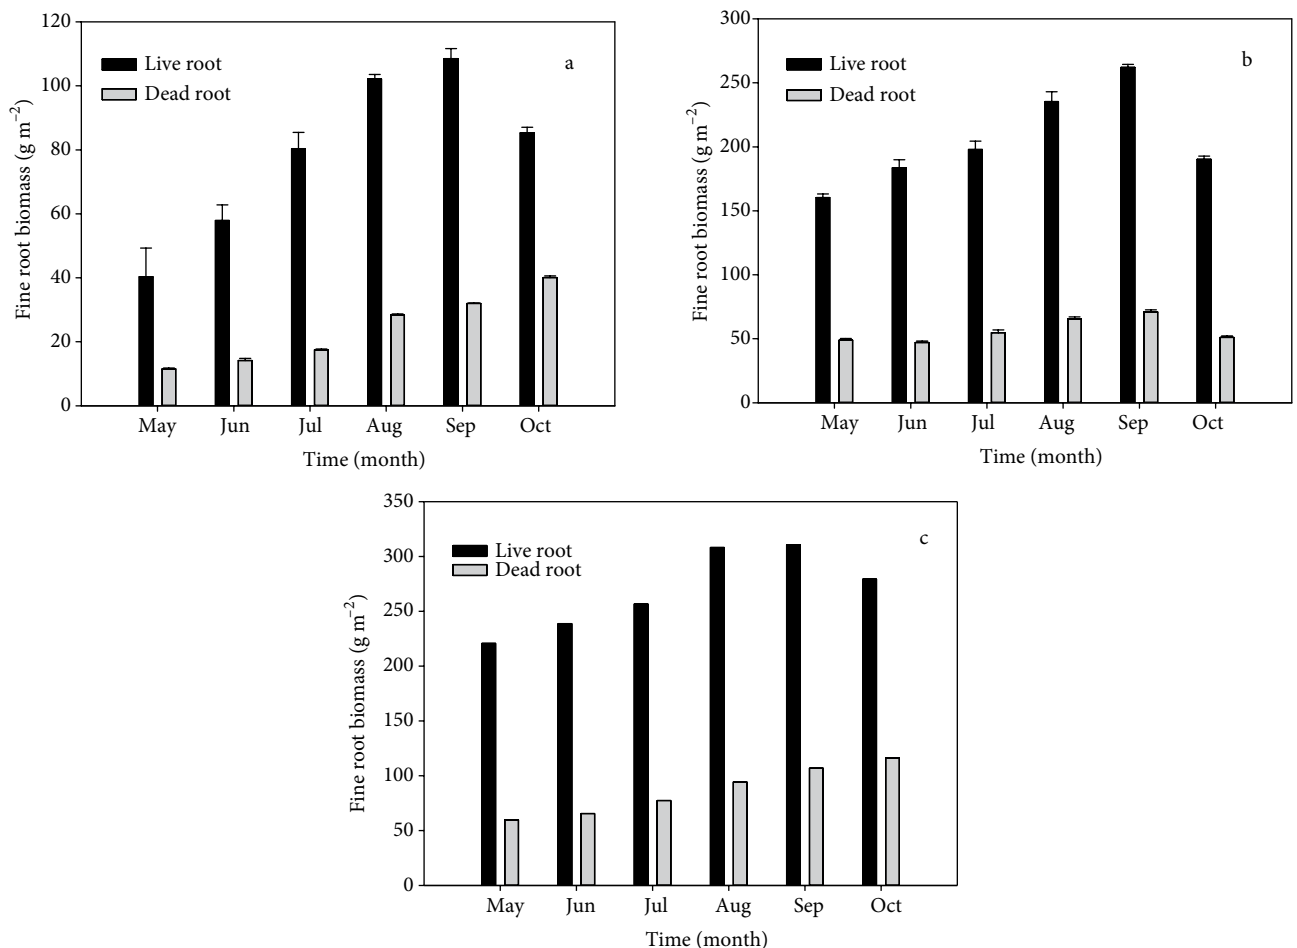 120
100
80
60
40
20
0
Fine root biomass (g m⁻²)
Live root
Dead root
a
May Jun Jul Aug Sep Oct
Time (month)
300
250
200
150
100
50
0
Fine root biomass (g m⁻²)
Live root
Dead root
b
May Jun Jul Aug Sep Oct
Time (month)
350
300
250
200
150
100
50
0
Fine root biomass (g m⁻²)
Live root
Dead root
c
May Jun Jul Aug Sep Oct
Time (month)